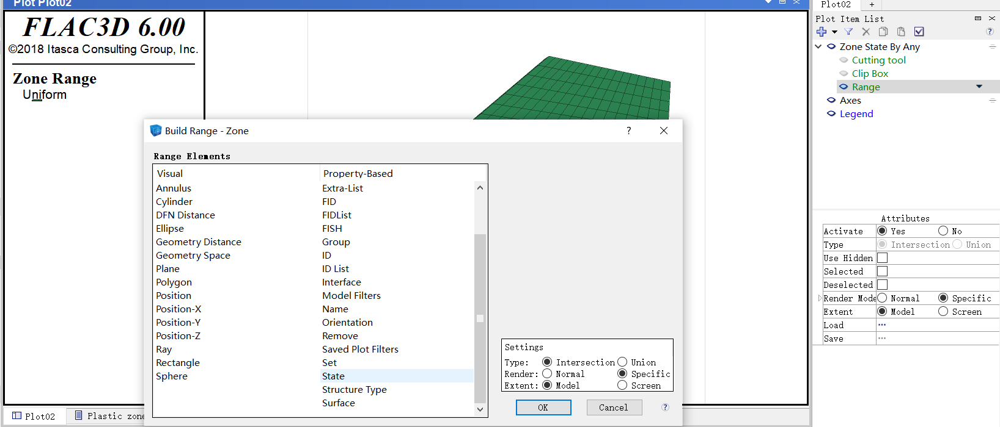 Plot Plot02
FLAC3D 6.00
©2018 Itasca Consulting Group, Inc.
Zone Range
Uniform
Build Range - Zone
?
Range Elements
Visual Property-Based
Annulus Extra-List
Cylinder FID
DFN Distance FIDList
Ellipse FISH
Geometry Distance Group
Geometry Space ID
Plane ID List
Polygon Interface
Position Model Filters
Position-X Name
Position-Y Orientation
Position-Z Remove
Ray Saved Plot Filters
Rectangle Set
Sphere State
Structure Type
Surface
Settings
Type: Intersection Union
Render: Normal Specific
Extent: Model Screen
OK Cancel ?
Plot02 Plastic zone
Plot02 +
Plot Item List
?
Zone State By Any
Cutting tool
Clip Box
Range
Axes
Legend
Attributes
Activate Yes No
Type Intersection Union
Use Hidden
Selected
Deselected
Render Mode Normal Specific
Extent Model Screen
Load ...
Save ...